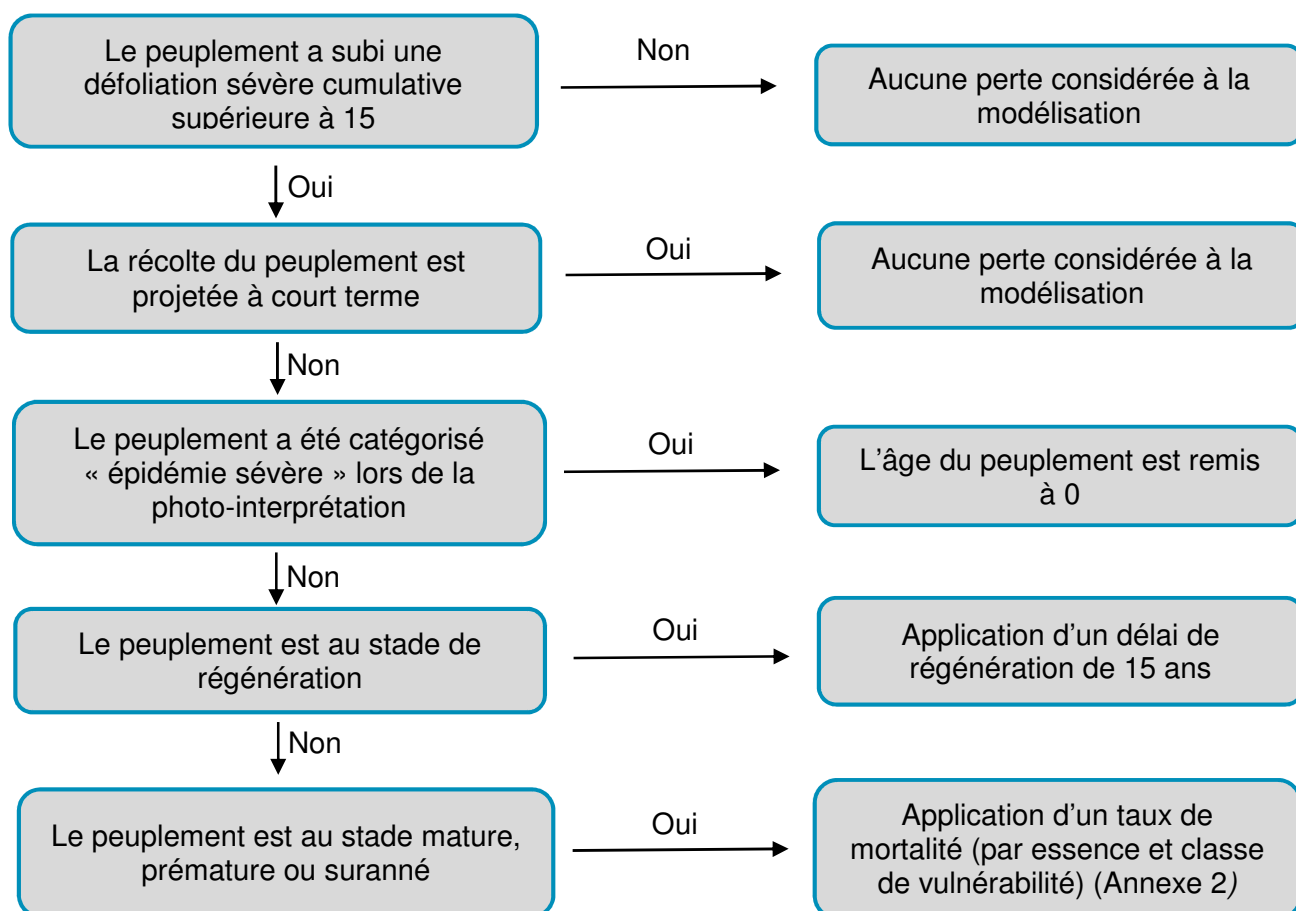 Le peuplement a subi une
défoliation sévère cumulative
supérieure à 15
Non
Aucune perte considérée à la
modélisation
Oui
La récolte du peuplement est
projetée à court terme
Oui
Aucune perte considérée à la
modélisation
Non
Le peuplement a été catégorisé
« épidémie sévère » lors de la
photo-interprétation
Oui
L’âge du peuplement est remis
à 0
Non
Le peuplement est au stade de
régénération
Oui
Application d’un délai de
régénération de 15 ans
Non
Le peuplement est au stade mature,
prémature ou suranné
Oui
Application d’un taux de
mortalité (par essence et classe
de vulnérabilité) (Annexe 2)